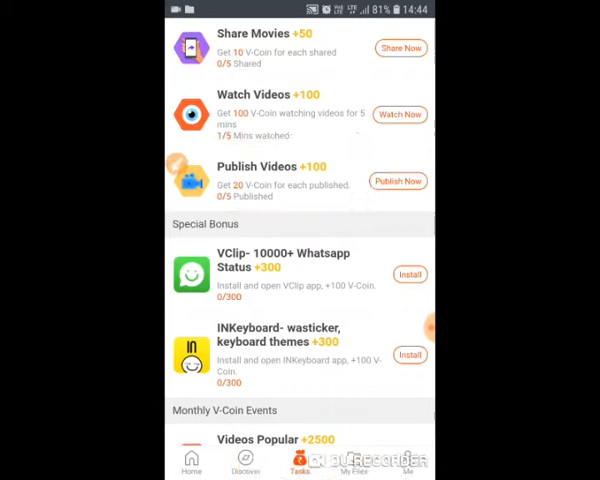 81% 14:44
Share Movies +50
Get 10 V-Coin for each shared
0/5 Shared
Share Now
Watch Videos +100
Get 100 V-Coin watching videos for 5
mins
1/5 Mins watched
Watch Now
Publish Videos +100
Get 20 V-Coin for each published.
0/5 Published
Publish Now
Special Bonus
VClip- 10000+ Whatsapp
Status +300
Install and open VClip app, +100 V-Coin.
0/300
Install
IN
INKeyboard- wasticker,
keyboard themes +300
Install and open INKeyboard app, +100 V-
Coin.
0/300
Install
Monthly V-Coin Events
Videos Popular +2500
Home
Discover
Tasks
My Files
Me
DU RECORDER